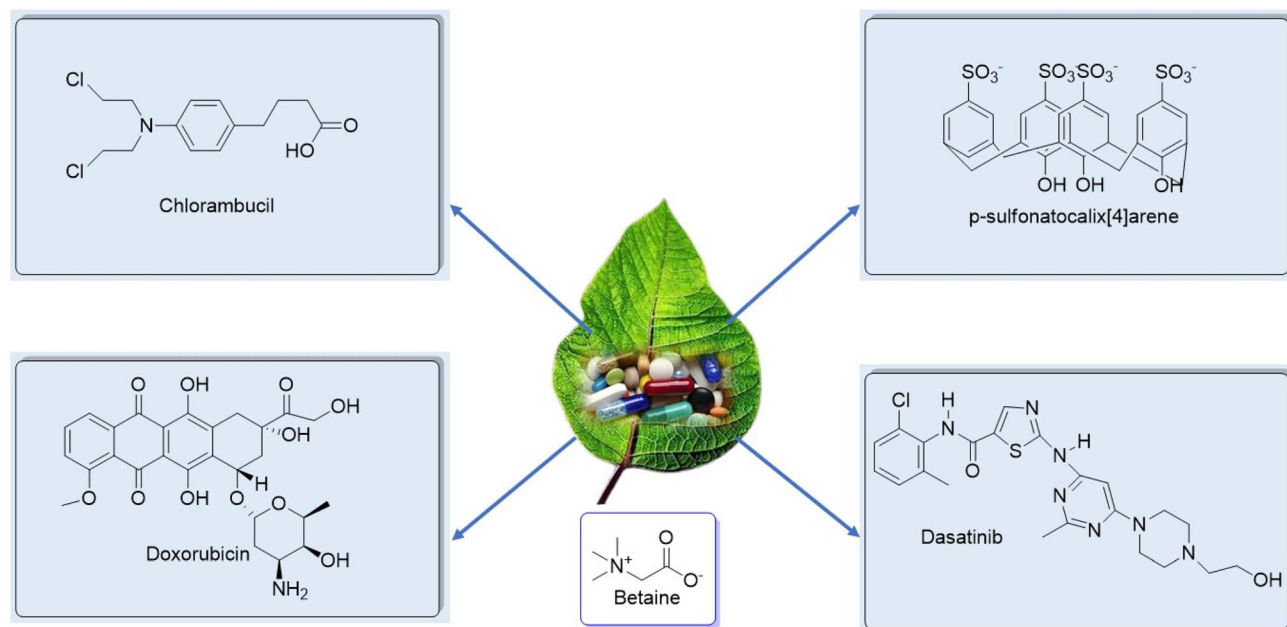 Cl
N
O
HO
Cl
Chlorambucil
SO₃⁻ SO₃⁻ SO₃⁻ SO₃⁻
OH OH OH
p-sulfonatocalix[4]arene
O OH O
OH
OH
H
O O OH
O O
OH
Doxorubicin
NH₂
O
N⁺
O⁻
Betaine
Cl H
N
N
O
S
N H
N
N
N
N
OH
Dasatinib